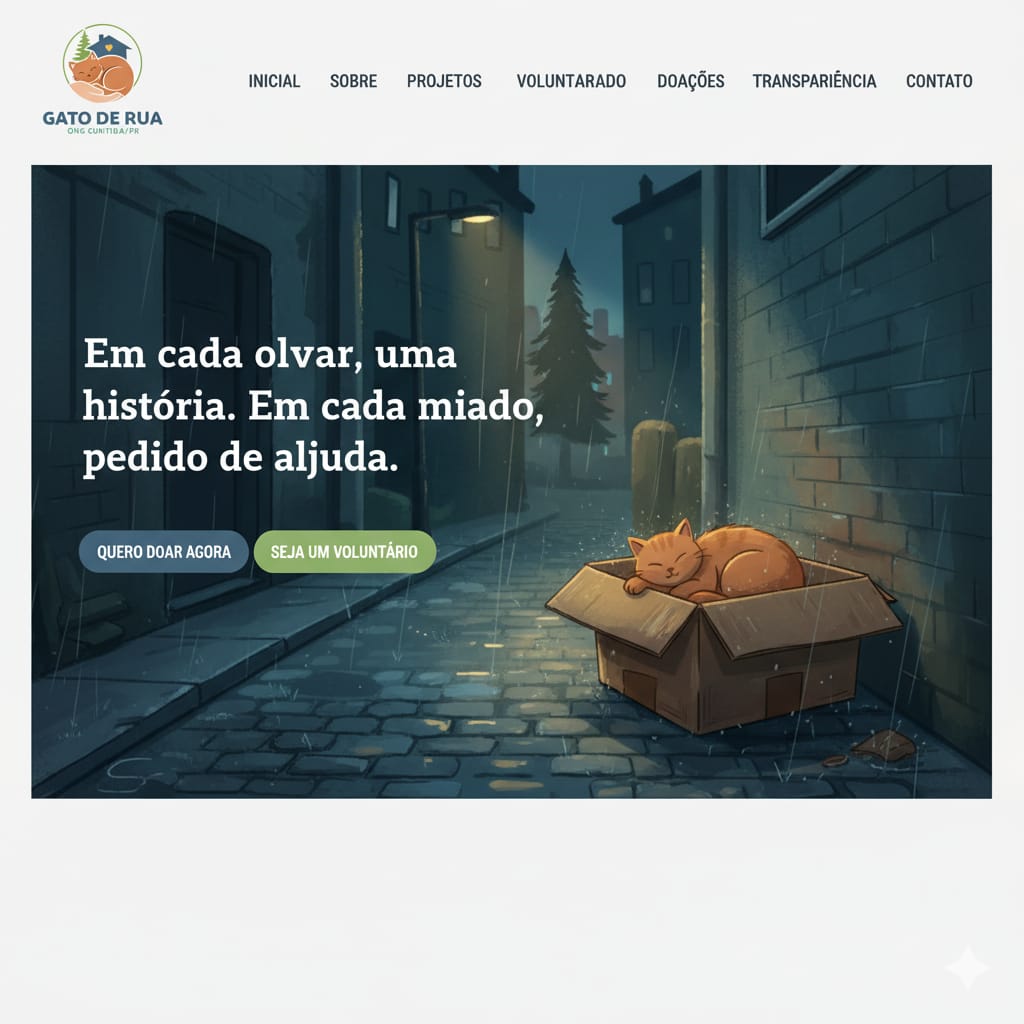 GATO DE RUA
ONG CUNITIBA/PR
INICIAL SOBRE PROJETOS VOLUNTARADO DOAÇÕES TRANSPARIÊNCIA CONTATO
Em cada olvar, uma
história. Em cada miado,
pedido de aljuda.
QUERO DOAR AGORA SEJA UM VOLUNTÁRIO